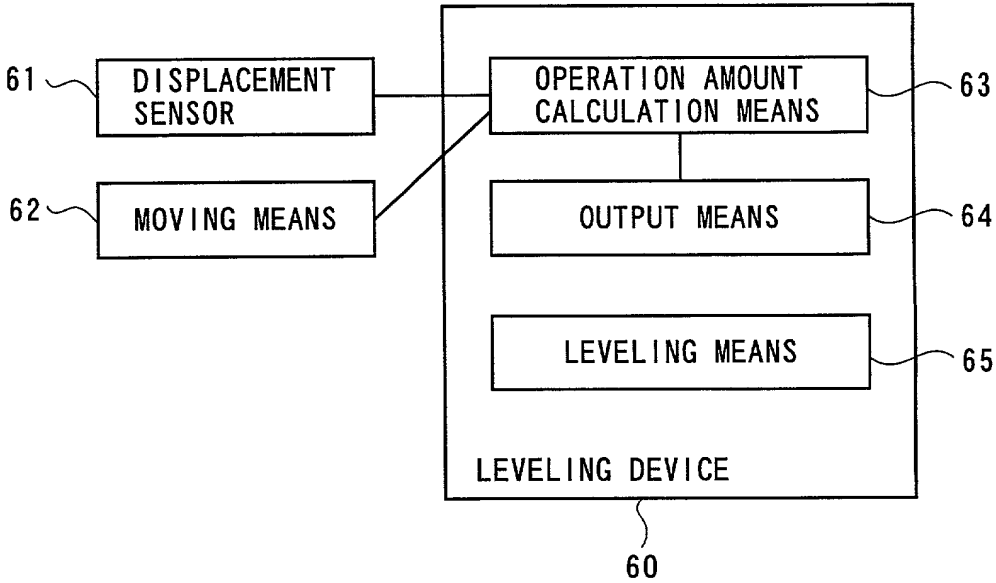 61
DISPLACEMENT
SENSOR
OPERATION AMOUNT
CALCULATION MEANS
63
62
MOVING MEANS
OUTPUT MEANS
64
LEVELING MEANS
65
LEVELING DEVICE
60